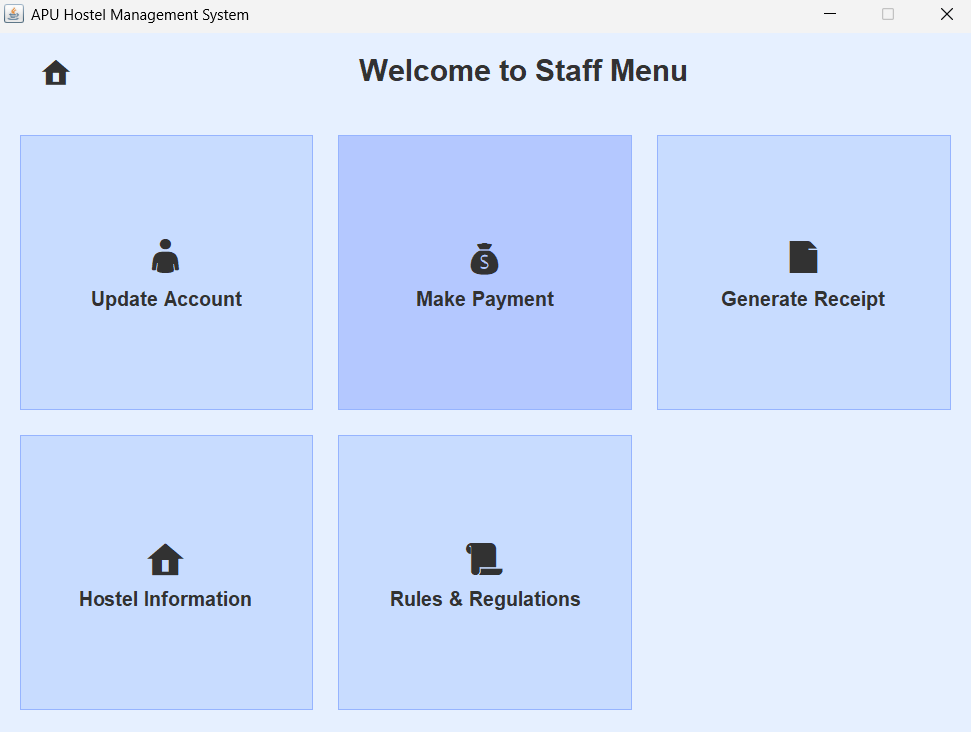 APU Hostel Management System
Welcome to Staff Menu
Update Account
Make Payment
Generate Receipt
Hostel Information
Rules & Regulations